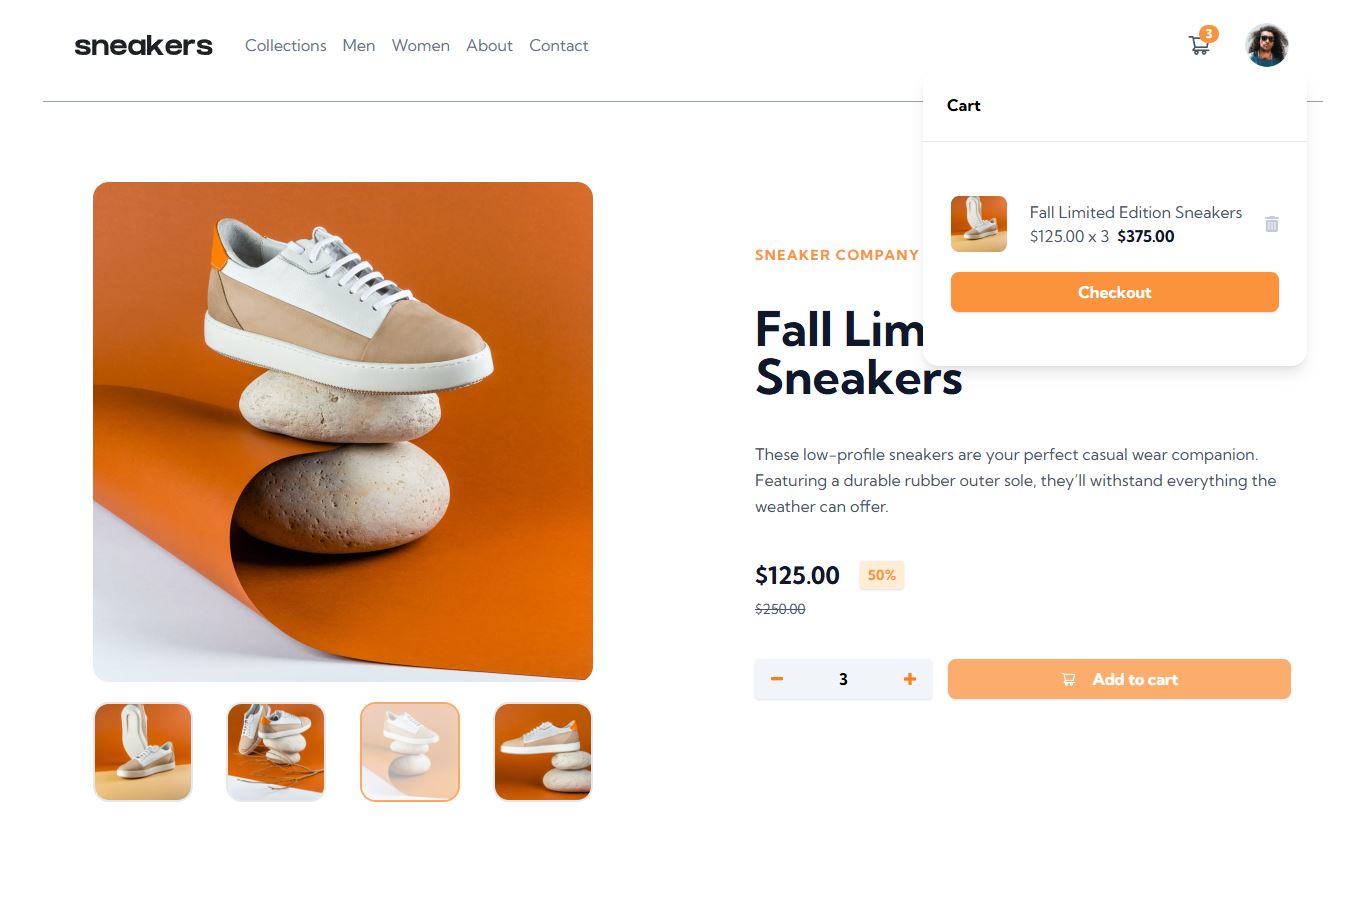 sneakers
Collections Men Women About Contact
3
Cart
Fall Limited Edition Sneakers
$125.00 x 3 $375.00
Checkout
SNEAKER COMPANY
Fall Lim
Sneakers
These low-profile sneakers are your perfect casual wear companion.
Featuring a durable rubber outer sole, they’ll withstand everything the
weather can offer.
$125.00 50%
$250.00
3
Add to cart